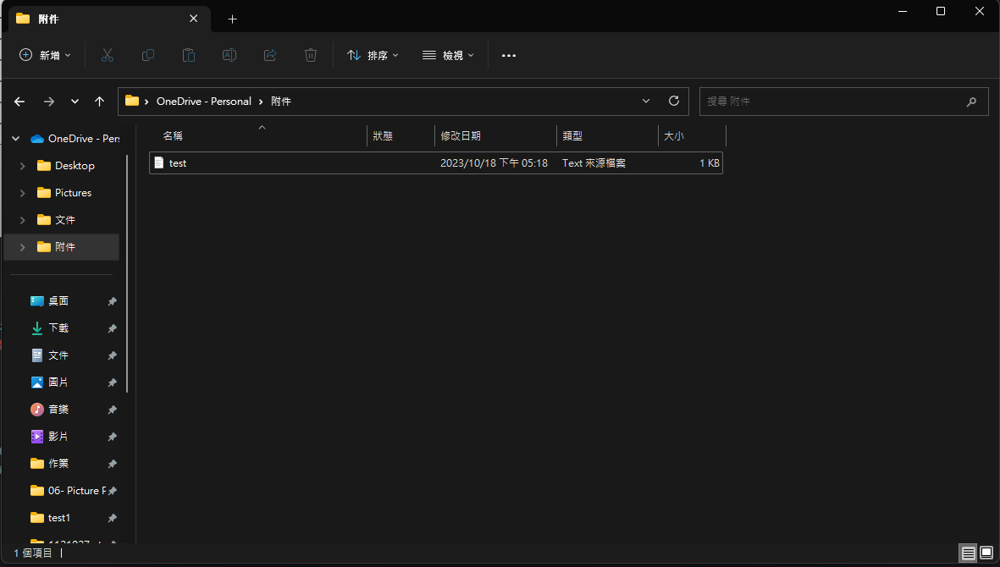 附件
新增
排序
檢視
OneDrive - Personal
附件
搜尋 附件
名稱
狀態
修改日期
類型
大小
test
2023/10/18 下午 05:18
Text 來源檔案
1 KB
OneDrive - Pers
Desktop
Pictures
文件
附件
桌面
下載
文件
圖片
音樂
影片
作業
06- Picture
test1
1 個項目